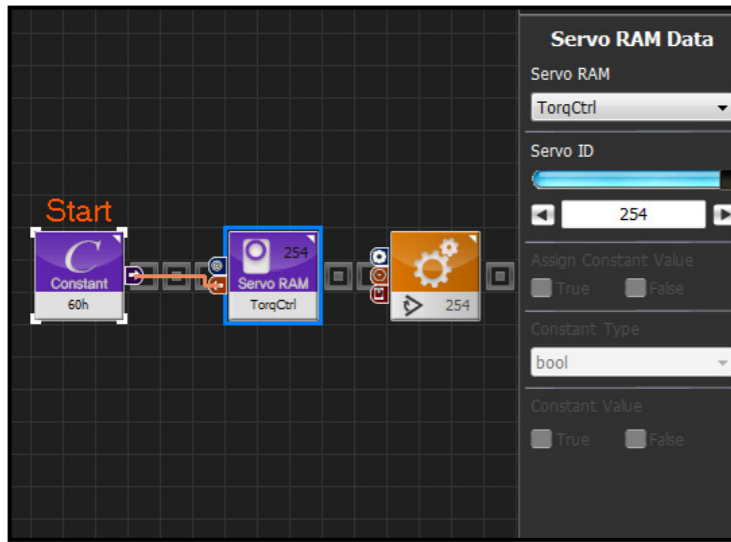 Start
C
Constant
60h
254
Servo RAM
TorqCtrl
254
Servo RAM Data
Servo RAM
TorqCtrl
Servo ID
254
Assign Constant Value
True False
Constant Type
bool
Constant Value
True False